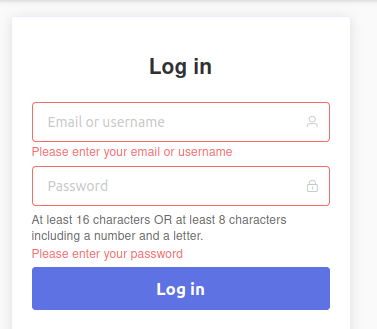 Log in
Email or username
Please enter your email or username
Password
At least 16 characters OR at least 8 characters
including a number and a letter.
Please enter your password
Log in